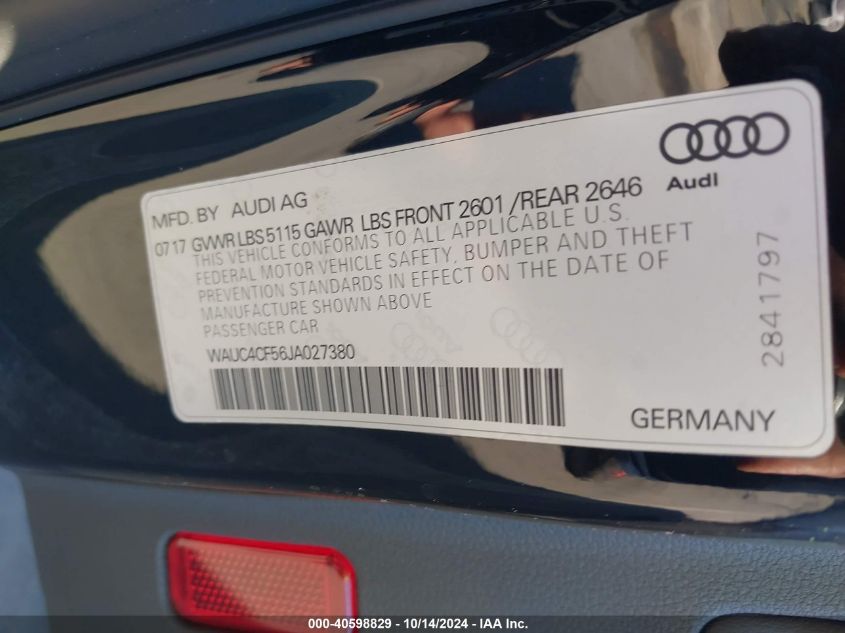 Audi
MFD. BY AUDI AG
0717 GVWR LBS 5115 GAWR LBS FRONT 2601 /REAR 2646
THIS VEHICLE CONFORMS TO ALL APPLICABLE U.S.
FEDERAL MOTOR VEHICLE SAFETY, BUMPER AND THEFT
PREVENTION STANDARDS IN EFFECT ON THE DATE OF
MANUFACTURE SHOWN ABOVE
PASSENGER CAR
WAUC4CF56JA027380
2841797
GERMANY
000-40598829 - 10/14/2024 - IAA Inc.